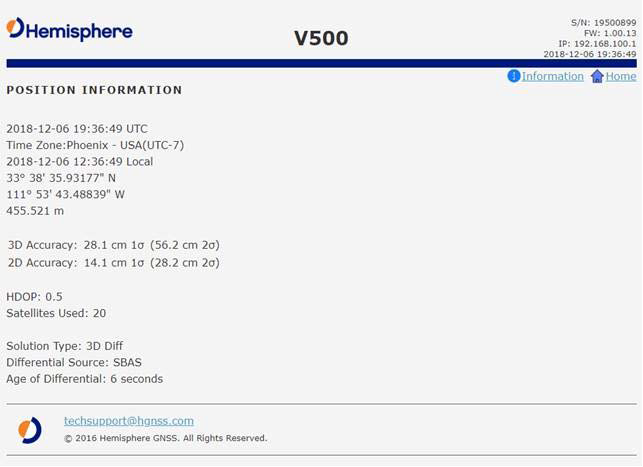 Hemisphere
V500
S/N: 19500899
FW: 1.00.13
IP: 192.168.100.1
2018-12-06 19:36:49
Information Home
POSITION INFORMATION
2018-12-06 19:36:49 UTC
Time Zone:Phoenix - USA(UTC-7)
2018-12-06 12:36:49 Local
33° 38' 35.93177" N
111° 53' 43.48839" W
455.521 m
3D Accuracy: 28.1 cm 1σ (56.2 cm 2σ)
2D Accuracy: 14.1 cm 1σ (28.2 cm 2σ)
HDOP: 0.5
Satellites Used: 20
Solution Type: 3D Diff
Differential Source: SBAS
Age of Differential: 6 seconds
techsupport@hgnss.com
© 2016 Hemisphere GNSS. All Rights Reserved.